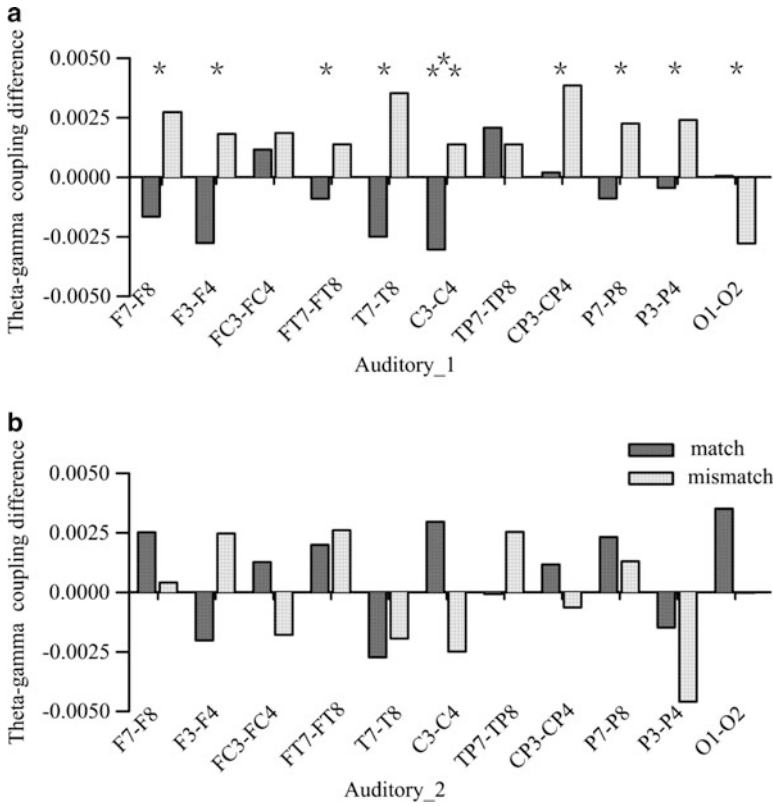 a
Theta-gamma coupling difference
0.0050
0.0025
0.0000
-0.0025
-0.0050
* * * * *** * * * *
F7-F8
F3-F4
FC3-FC4
FT7-FT8
T7-T8
C3-C4
TP7-TP8
CP3-CP4
P7-P8
P3-P4
O1-O2
Auditory_1
b
Theta-gamma coupling difference
match
mismatch
0.0050
0.0025
0.0000
-0.0025
-0.0050
F7-F8
F3-F4
FC3-FC4
FT7-FT8
T7-T8
C3-C4
TP7-TP8
CP3-CP4
P7-P8
P3-P4
O1-O2
Auditory_2